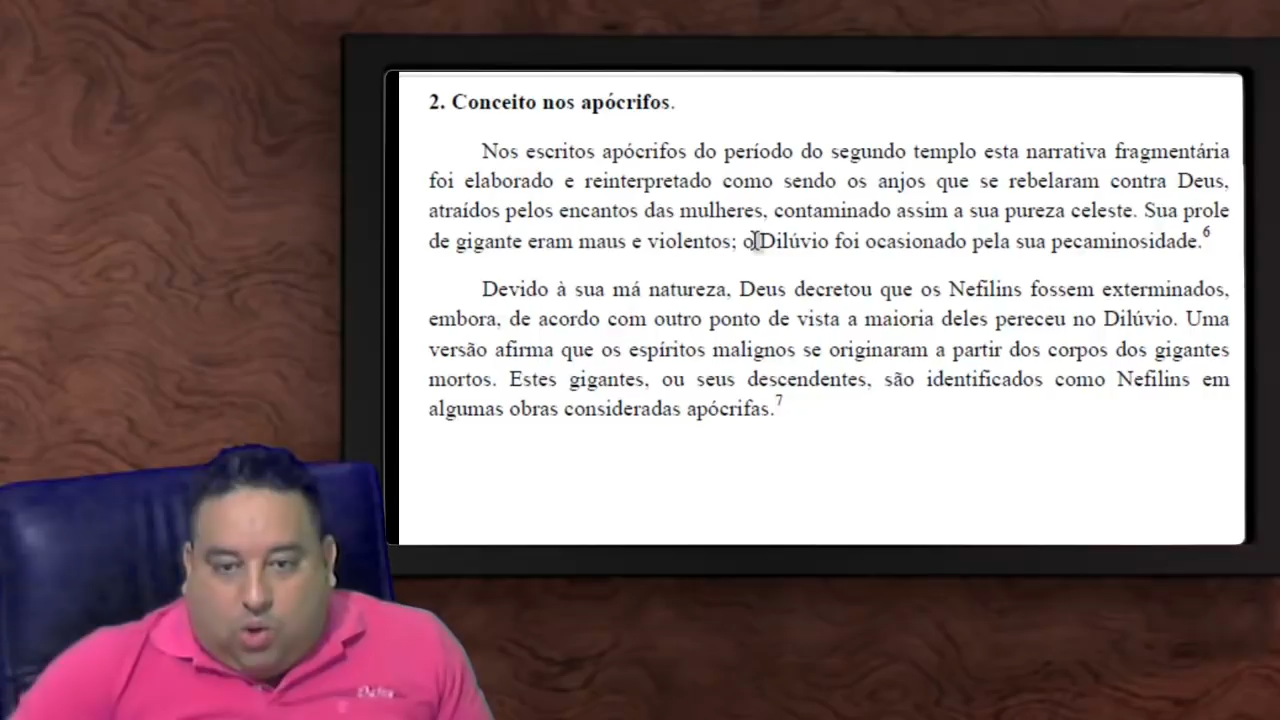 2. Conceito nos apócrifos.
Nos escritos apócrifos do período do segundo templo esta narrativa fragmentária
foi elaborado e reinterpretado como sendo os anjos que se rebelaram contra Deus,
atraídos pelos encantos das mulheres, contaminado assim a sua pureza celeste. Sua prole
de gigante eram maus e violentos; o Dilúvio foi ocasionado pela sua pecaminosidade.6
Devido à sua má natureza, Deus decretou que os Nefilins fossem exterminados,
embora, de acordo com outro ponto de vista a maioria deles pereceu no Dilúvio. Uma
versão afirma que os espíritos malignos se originaram a partir dos corpos dos gigantes
mortos. Estes gigantes, ou seus descendentes, são identificados como Nefilins em
algumas obras consideradas apócrifas.7